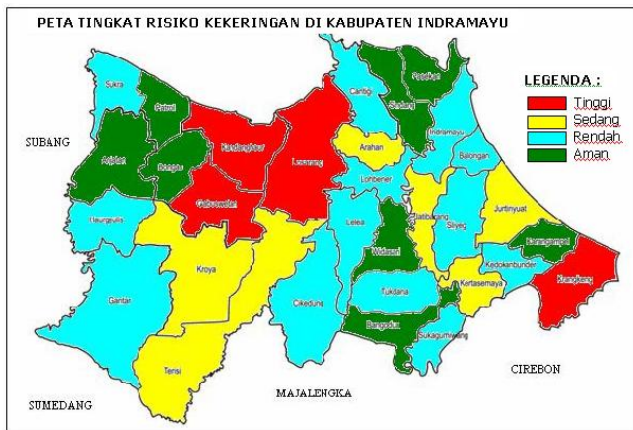 PETA TINGKAT RISIKO KEKERINGAN DI KABUPATEN INDRAMAYU
LEGENDA :
Tinggi
Sedang
Rendah
Aman
Sukra
Patrol
Cantigi
Pasekan
Sindang
SUBANG
Anjatan
Bongas
Kandanghaur
Losarang
Arahan
Indramayu
Balongan
Lohbener
Gabuswetan
Haurgeulis
Lelea
Widasari
Jatibarang
Sliyeg
Juntinyuat
Karangampel
Kroya
Kedokanbunder
Krangkeng
Gantar
Cikedung
Tukdana
Kertasemaya
Bangodua
Sukagumiwang
Terisi
CIREBON
MAJALENGKA
SUMEDANG